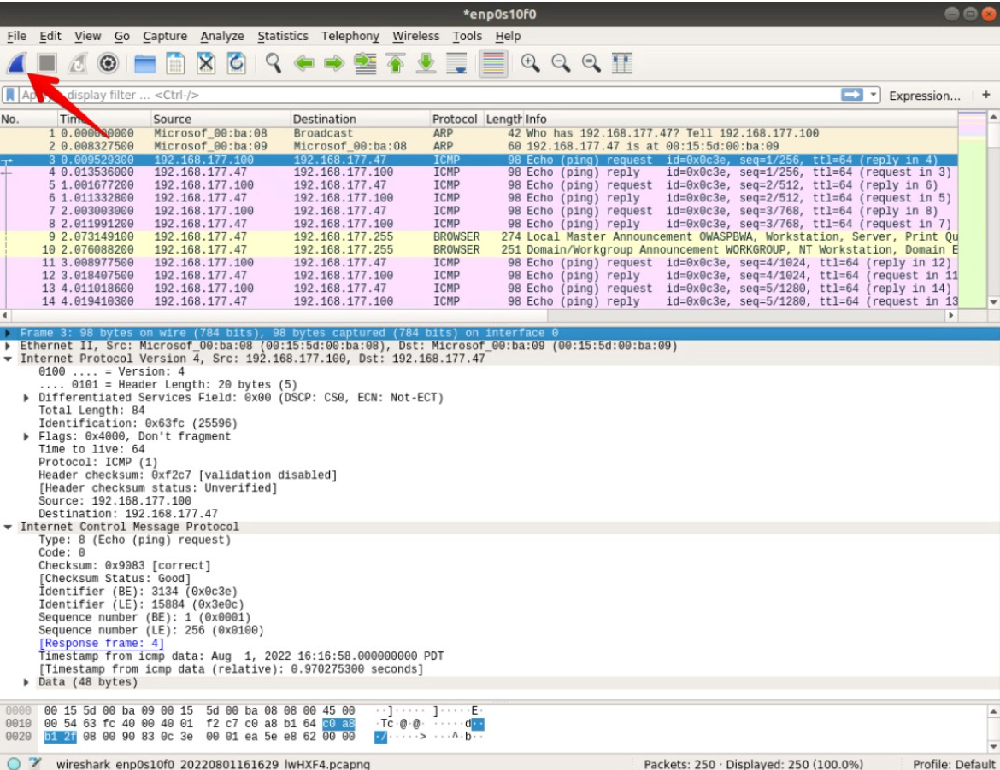 *enp0s10f0
File Edit View Go Capture Analyze Statistics Telephony Wireless Tools Help
display filter ... <Ctrl-/> Expression... +
No. Time Source Destination Protocol Length Info
1 0.000000000 Microsof_00:ba:08 Broadcast ARP 42 Who has 192.168.177.47? Tell 192.168.177.100
2 0.008327500 Microsof_00:ba:09 Microsof_00:ba:08 ARP 60 192.168.177.47 is at 00:15:5d:00:ba:09
3 0.009529300 192.168.177.100 192.168.177.47 ICMP 98 Echo (ping) request id=0x0c3e, seq=1/256, ttl=64 (reply in 4)
4 0.013536000 192.168.177.47 192.168.177.100 ICMP 98 Echo (ping) reply id=0x0c3e, seq=1/256, ttl=64 (request in 3)
5 1.001677200 192.168.177.100 192.168.177.47 ICMP 98 Echo (ping) request id=0x0c3e, seq=2/512, ttl=64 (reply in 6)
6 1.011332800 192.168.177.47 192.168.177.100 ICMP 98 Echo (ping) reply id=0x0c3e, seq=2/512, ttl=64 (request in 5)
7 2.003003000 192.168.177.100 192.168.177.47 ICMP 98 Echo (ping) request id=0x0c3e, seq=3/768, ttl=64 (reply in 8)
8 2.011991200 192.168.177.47 192.168.177.100 ICMP 98 Echo (ping) reply id=0x0c3e, seq=3/768, ttl=64 (request in 7)
9 2.073149100 192.168.177.47 192.168.177.255 BROWSER 274 Local Master Announcement OWASPBWA, Workstation, Server, Print Qu
10 2.076088200 192.168.177.47 192.168.177.255 BROWSER 251 Domain/Workgroup Announcement WORKGROUP, NT Workstation, Domain E
11 3.008977500 192.168.177.100 192.168.177.47 ICMP 98 Echo (ping) request id=0x0c3e, seq=4/1024, ttl=64 (reply in 12)
12 3.018407500 192.168.177.47 192.168.177.100 ICMP 98 Echo (ping) reply id=0x0c3e, seq=4/1024, ttl=64 (request in 11
13 4.011018600 192.168.177.100 192.168.177.47 ICMP 98 Echo (ping) request id=0x0c3e, seq=5/1280, ttl=64 (reply in 14)
14 4.019410300 192.168.177.47 192.168.177.100 ICMP 98 Echo (ping) reply id=0x0c3e, seq=5/1280, ttl=64 (request in 13
Frame 3: 98 bytes on wire (784 bits), 98 bytes captured (784 bits) on interface 0
Ethernet II, Src: Microsof_00:ba:08 (00:15:5d:00:ba:08), Dst: Microsof_00:ba:09 (00:15:5d:00:ba:09)
Internet Protocol Version 4, Src: 192.168.177.100, Dst: 192.168.177.47
0100 .... = Version: 4
.... 0101 = Header Length: 20 bytes (5)
Differentiated Services Field: 0x00 (DSCP: CS0, ECN: Not-ECT)
Total Length: 84
Identification: 0x63fc (25596)
Flags: 0x4000, Don't fragment
Time to live: 64
Protocol: ICMP (1)
Header checksum: 0xf2c7 [validation disabled]
[Header checksum status: Unverified]
Source: 192.168.177.100
Destination: 192.168.177.47
Internet Control Message Protocol
Type: 8 (Echo (ping) request)
Code: 0
Checksum: 0x9083 [correct]
[Checksum Status: Good]
Identifier (BE): 3134 (0x0c3e)
Identifier (LE): 15884 (0x3e0c)
Sequence number (BE): 1 (0x0001)
Sequence number (LE): 256 (0x0100)
[Response frame: 4]
Timestamp from icmp data: Aug 1, 2022 16:16:58.000000000 PDT
[Timestamp from icmp data (relative): 0.970275300 seconds]
Data (48 bytes)
0000 00 15 5d 00 ba 09 00 15 5d 00 ba 08 08 00 45 00 ··]····· ]·····E·
0010 00 54 63 fc 40 00 40 01 f2 c7 c0 a8 b1 64 c0 a8 ·Tc·@·@· ·····d··
0020 b1 2f 08 00 90 83 0c 3e 00 01 ea 5e e8 62 00 00 ·/·····> ···^·b··
wireshark_enp0s10f0_20220801161629_lwHXF4.pcapng Packets: 250 · Displayed: 250 (100.0%) Profile: Default